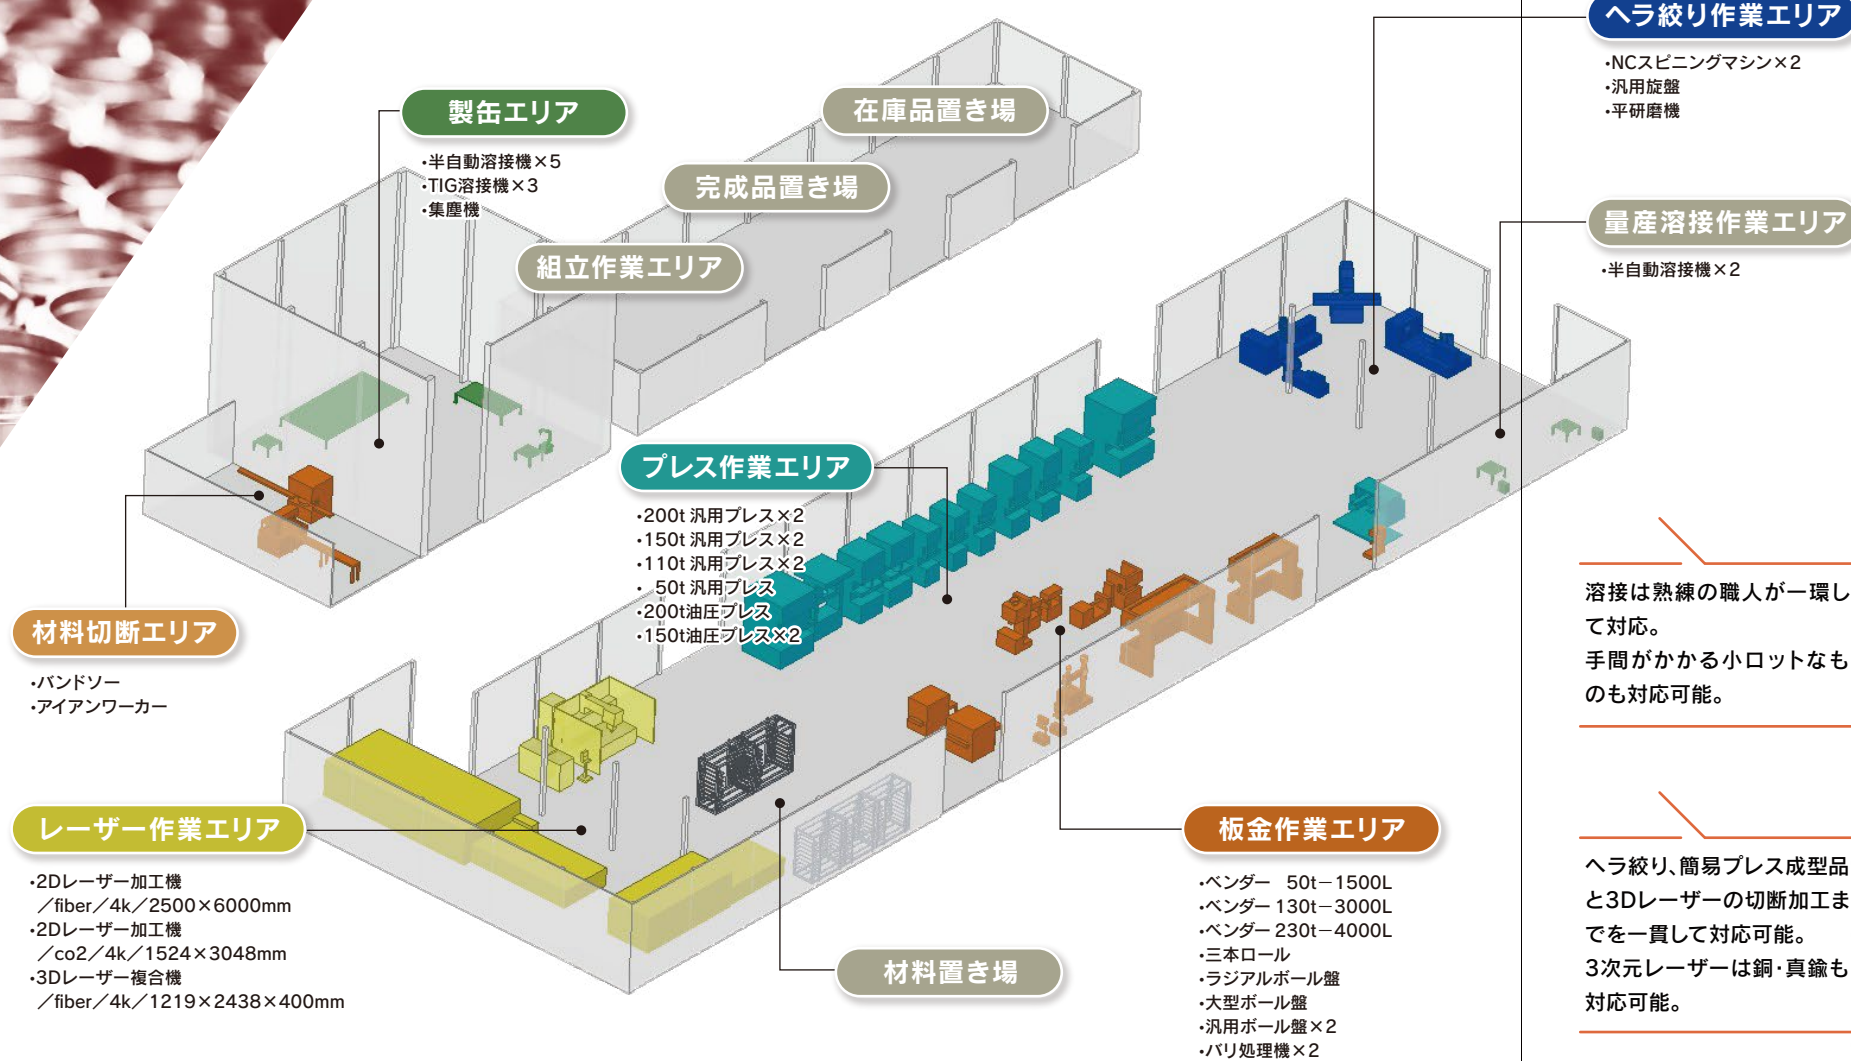 製缶エリア
・半自動溶接機×5
・TIG溶接機×3
・集塵機
在庫品置き場
完成品置き場
組立作業エリア
ヘラ絞り作業エリア
・NCスピニングマシン×2
・汎用旋盤
・平研磨機
量産溶接作業エリア
・半自動溶接機×2
プレス作業エリア
・200t 汎用プレス×2
・150t 汎用プレス×2
・110t 汎用プレス×2
・ 50t 汎用プレス
・200t油圧プレス
・150t油圧プレス×2
材料切断エリア
・バンドソー
・アイアンワーカー
レーザー作業エリア
・2Dレーザー加工機
／fiber／4k／2500×6000mm
・2Dレーザー加工機
／co2／4k／1524×3048mm
・3Dレーザー複合機
／fiber／4k／1219×2438×400mm
材料置き場
板金作業エリア
・ベンダー　50t－1500L
・ベンダー 130t－3000L
・ベンダー 230t－4000L
・三本ロール
・ラジアルボール盤
・大型ボール盤
・汎用ボール盤×2
・バリ処理機×2
溶接は熟練の職人が一環し
て対応。
手間がかかる小ロットなも
のも対応可能。
ヘラ絞り、簡易プレス成型品
と3Dレーザーの切断加工ま
でを一貫して対応可能。
3次元レーザーは銅・真鍮も
対応可能。